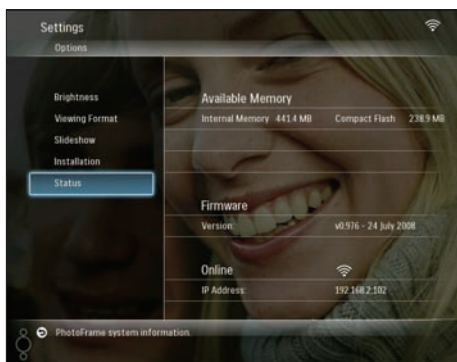 Settings
Options
Brightness
Viewing Format
Slideshow
Installation
Status
Available Memory
Internal Memory 441.4 MB Compact Flash 238.9 MB
Firmware
Version: v0.976 - 24 July 2008
Online
IP Address: 192.168.2.102
PhotoFrame system information.